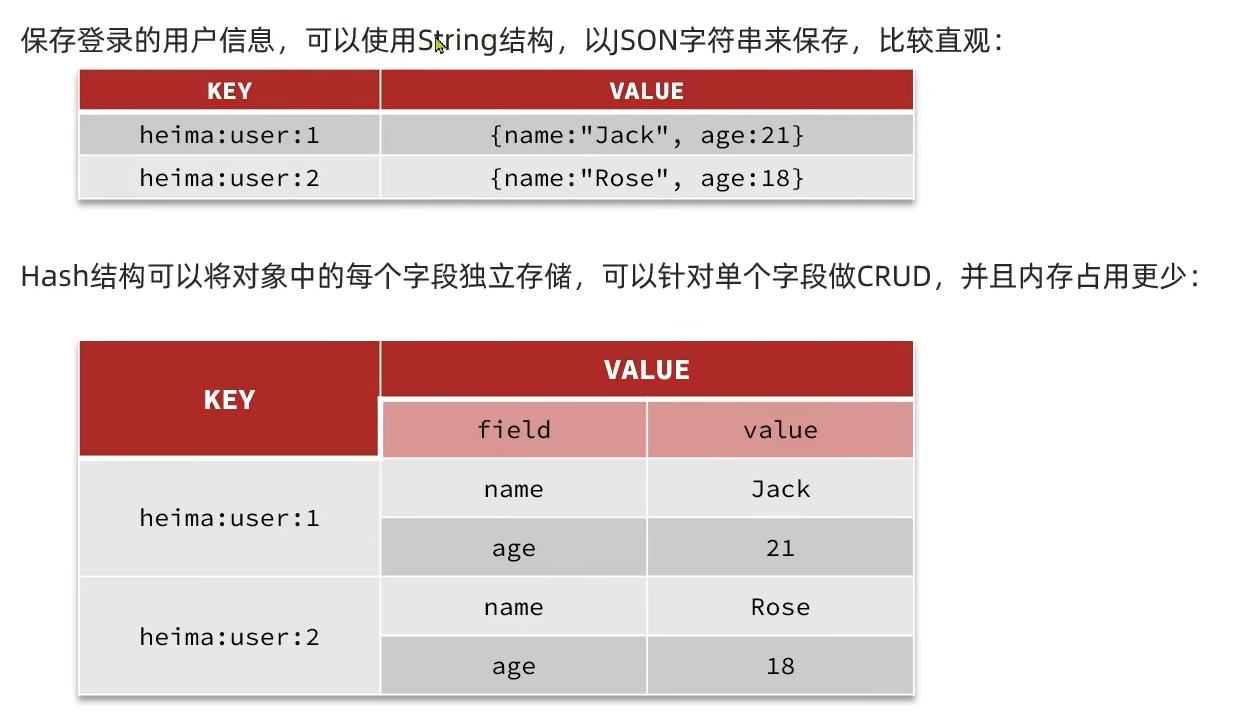 保存登录的用户信息，可以使用String结构，以JSON字符串来保存，比较直观：
KEY VALUE
heima:user:1 {name:"Jack", age:21}
heima:user:2 {name:"Rose", age:18}
Hash结构可以将对象中的每个字段独立存储，可以针对单个字段做CRUD，并且内存占用更少：
KEY VALUE
field value
heima:user:1 name Jack
age 21
heima:user:2 name Rose
age 18